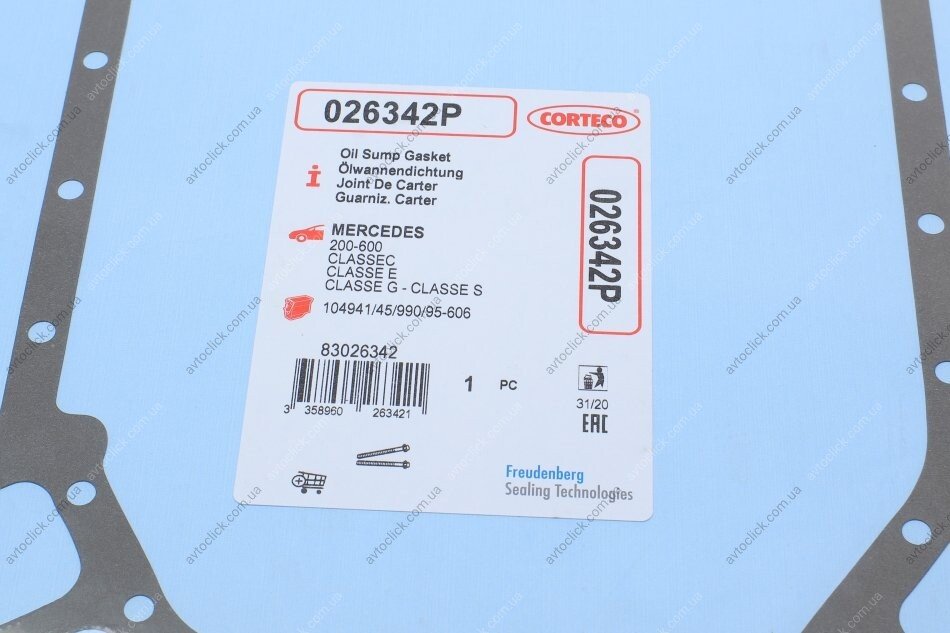 026342P
CORTECO
Oil Sump Gasket
Ölwannendichtung
Joint De Carter
Guarniz. Carter
026342P
MERCEDES
200-600
CLASSEC
CLASSE E
CLASSE G - CLASSE S
104941/45/990/95-606
83026342
3 358960 263421
1 PC
31/20
EAC
Freudenberg
Sealing Technologies
avtoclick.com.ua